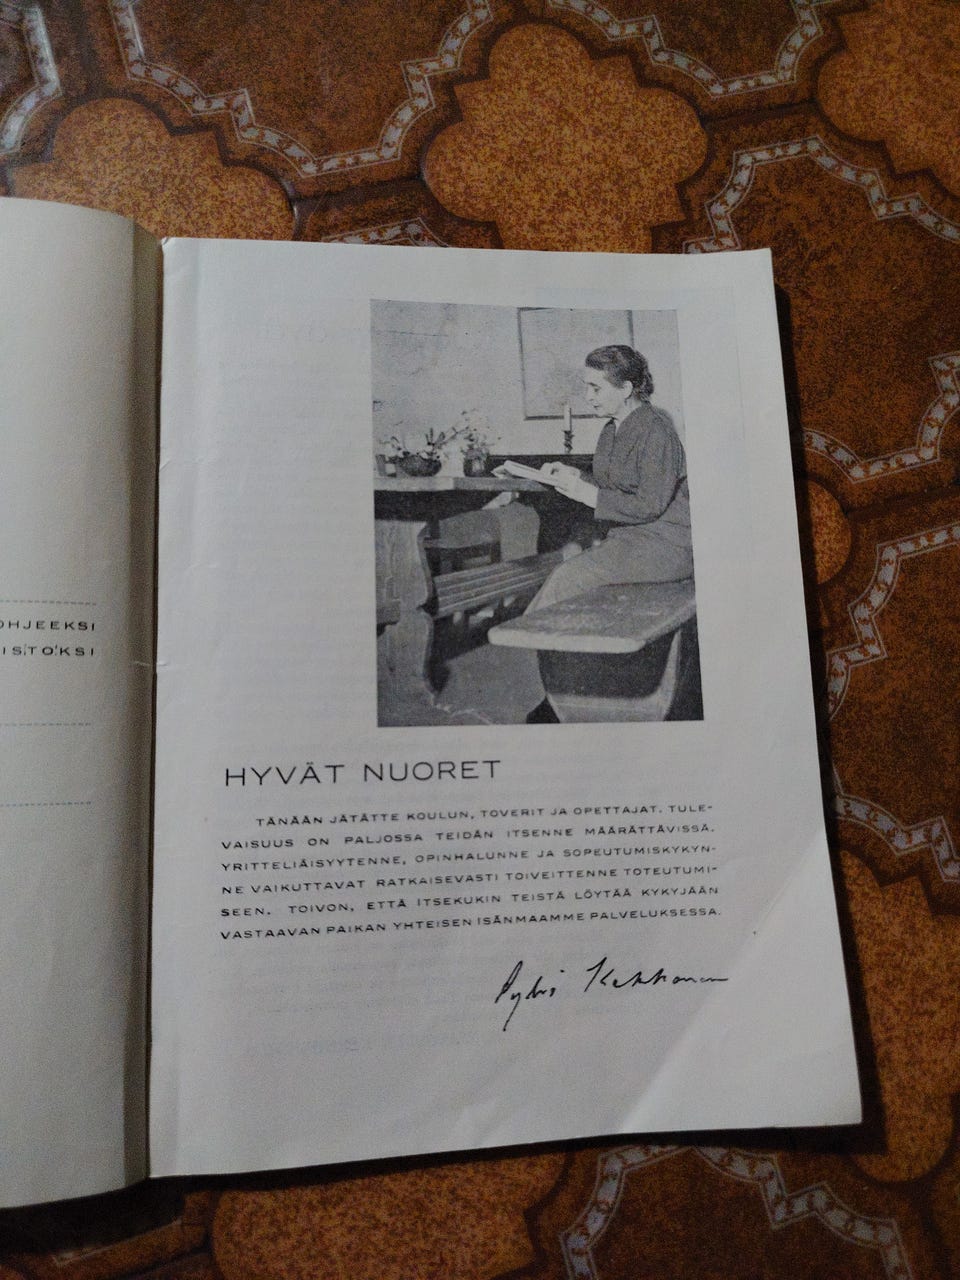 OHJEEKSI
ISTOKSI
HYVÄT NUORET
TÄNÄÄN JÄTÄTTE KOULUN, TOVERIT JA OPETTAJAT. TULE-
VAISUUS ON PALJOSSA TEIDÄN ITSENNE MÄÄRÄTTÄVISSÄ.
YRITTELIÄISYYTENNE, OPINHALUNNE JA SOPEUTUMISKYKYN-
NE VAIKUTTAVAT RATKAISEVASTI TOIVEITTENNE TOTEUTUMI-
SEEN. TOIVON, ETTÄ ITSEKUKIN TEISTÄ LÖYTÄÄ KYKYJÄÄN
VASTAAVAN PAIKAN YHTEISEN ISÄNMAAMME PALVELUKSESSA.
Sylvi Kekkonen